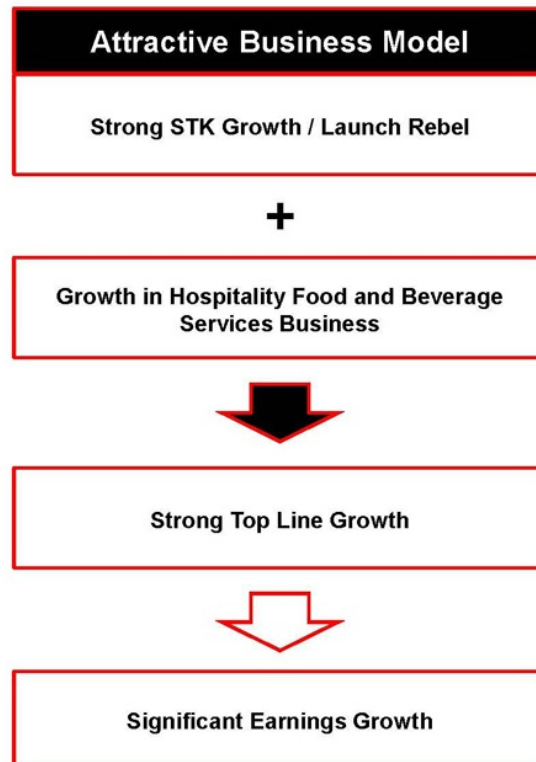 Attractive Business Model
Strong STK Growth / Launch Rebel
+
Growth in Hospitality Food and Beverage
Services Business
Strong Top Line Growth
Significant Earnings Growth